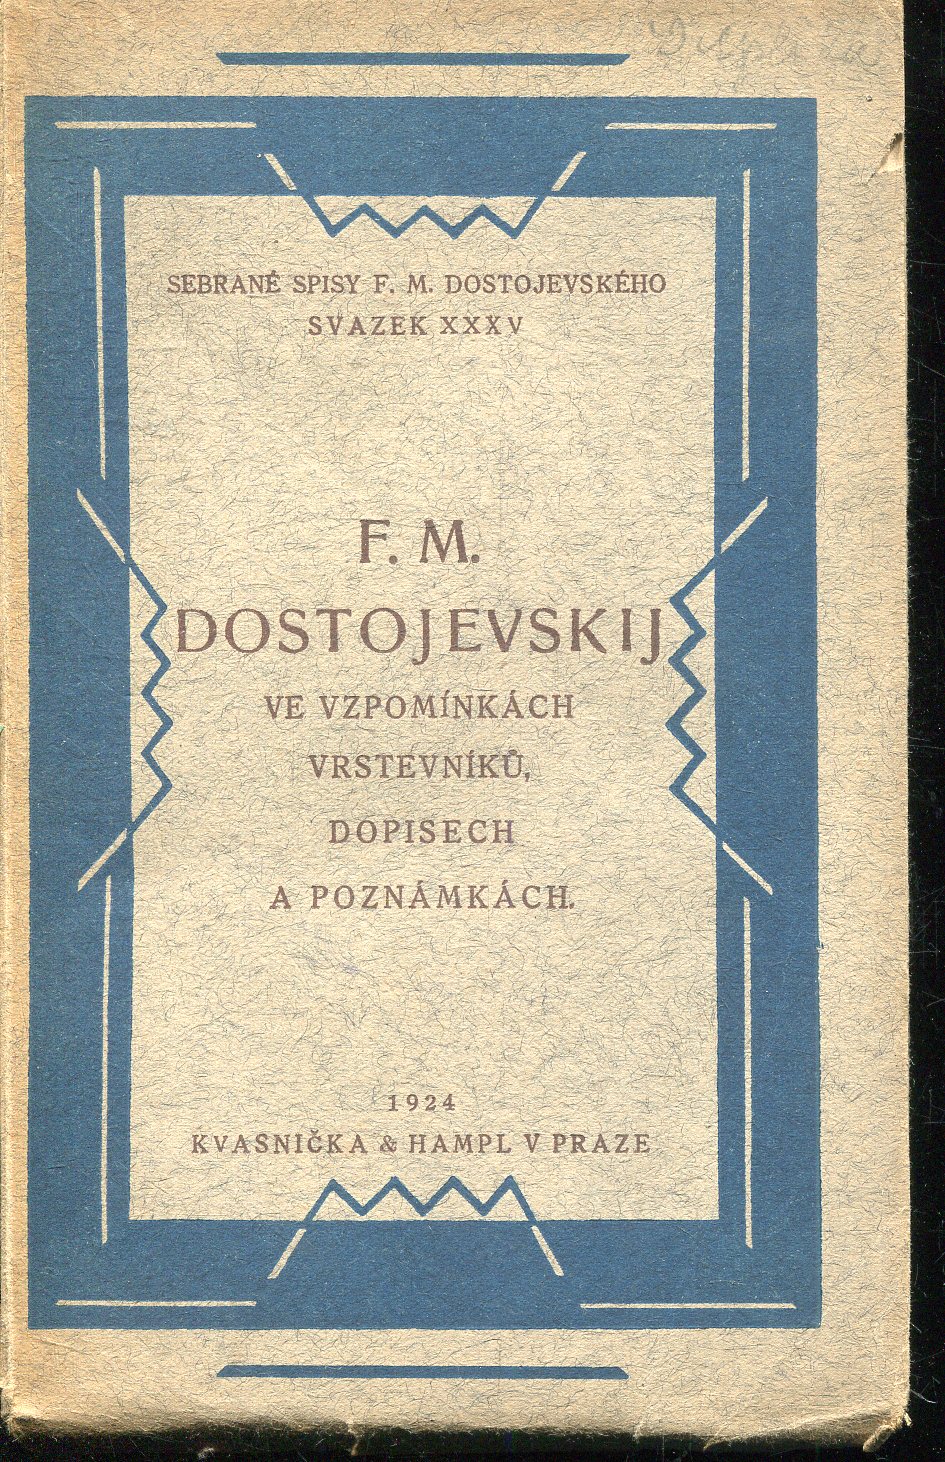 SEBRANÉ SPISY F. M. DOSTOJEVSKÉHO
SVAZEK XXXV
F. M.
DOSTOJEVSKIJ
VE VZPOMÍNKÁCH
VRSTEVNÍKŮ,
DOPISECH
A POZNÁMKÁCH.
1924
KVASNIČKA & HAMPL V PRAZE